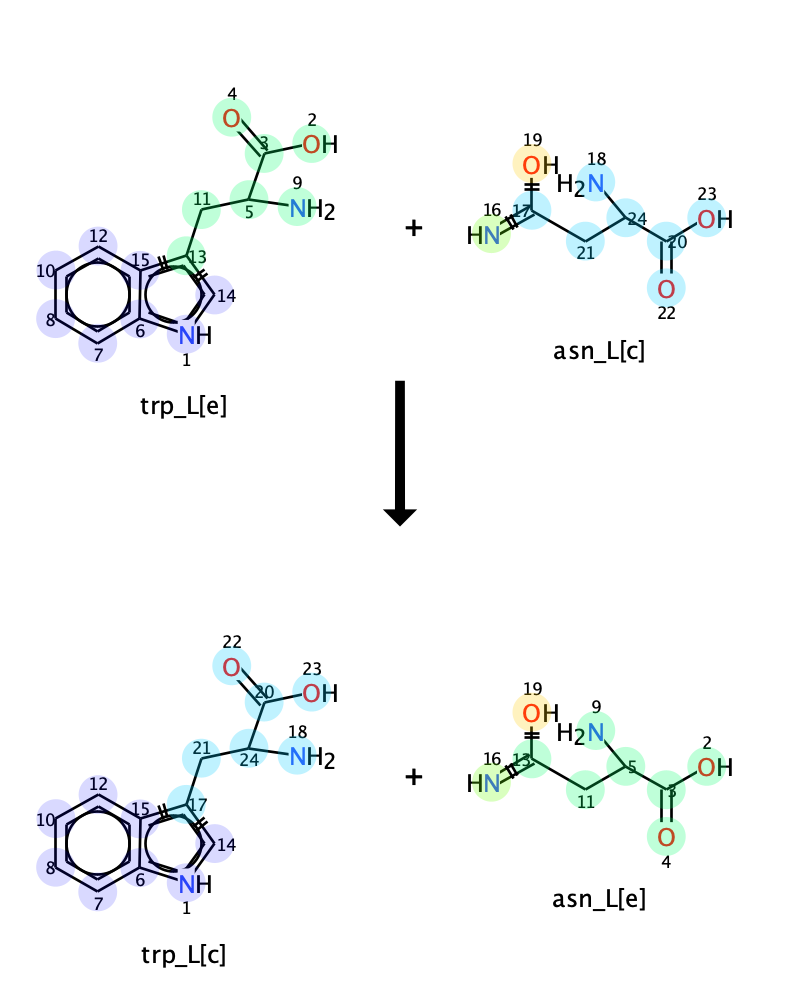 4
3
2
OH
O
9
NH2
11
5
12
15
13
10
14
8
6
7
NH
1
trp_L[e]
+
19
OH
18
H2N
16
17
HN
24
23
OH
20
21
O
22
asn_L[c]
22
20
23
OH
O
18
NH2
21
24
12
15
17
10
14
8
6
7
NH
1
trp_L[c]
+
19
OH
9
H2N
16
13
HN
5
2
OH
3
11
O
4
asn_L[e]